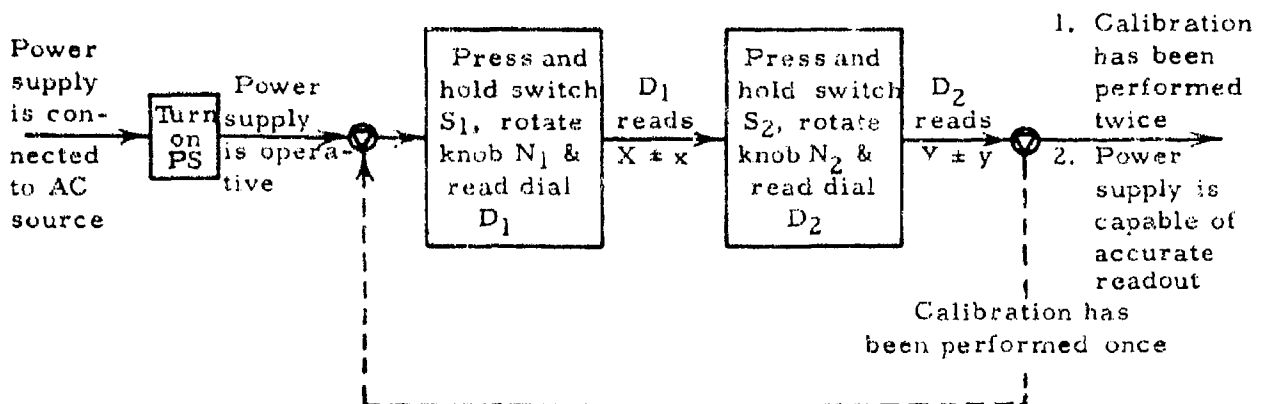 Power
supply
is con-
nected
to AC
source
Turn
on
PS
Power
supply
is opera-
tive
Press and
hold switch
S₁, rotate
knob N₁ &
read dial
D₁
D₁
reads
X ± x
Press and
hold switch
S₂, rotate
knob N₂ &
read dial
D₂
D₂
reads
Y ± y
1. Calibration
has been
performed
twice
2. Power
supply is
capable of
accurate
readout
Calibration has
been performed once